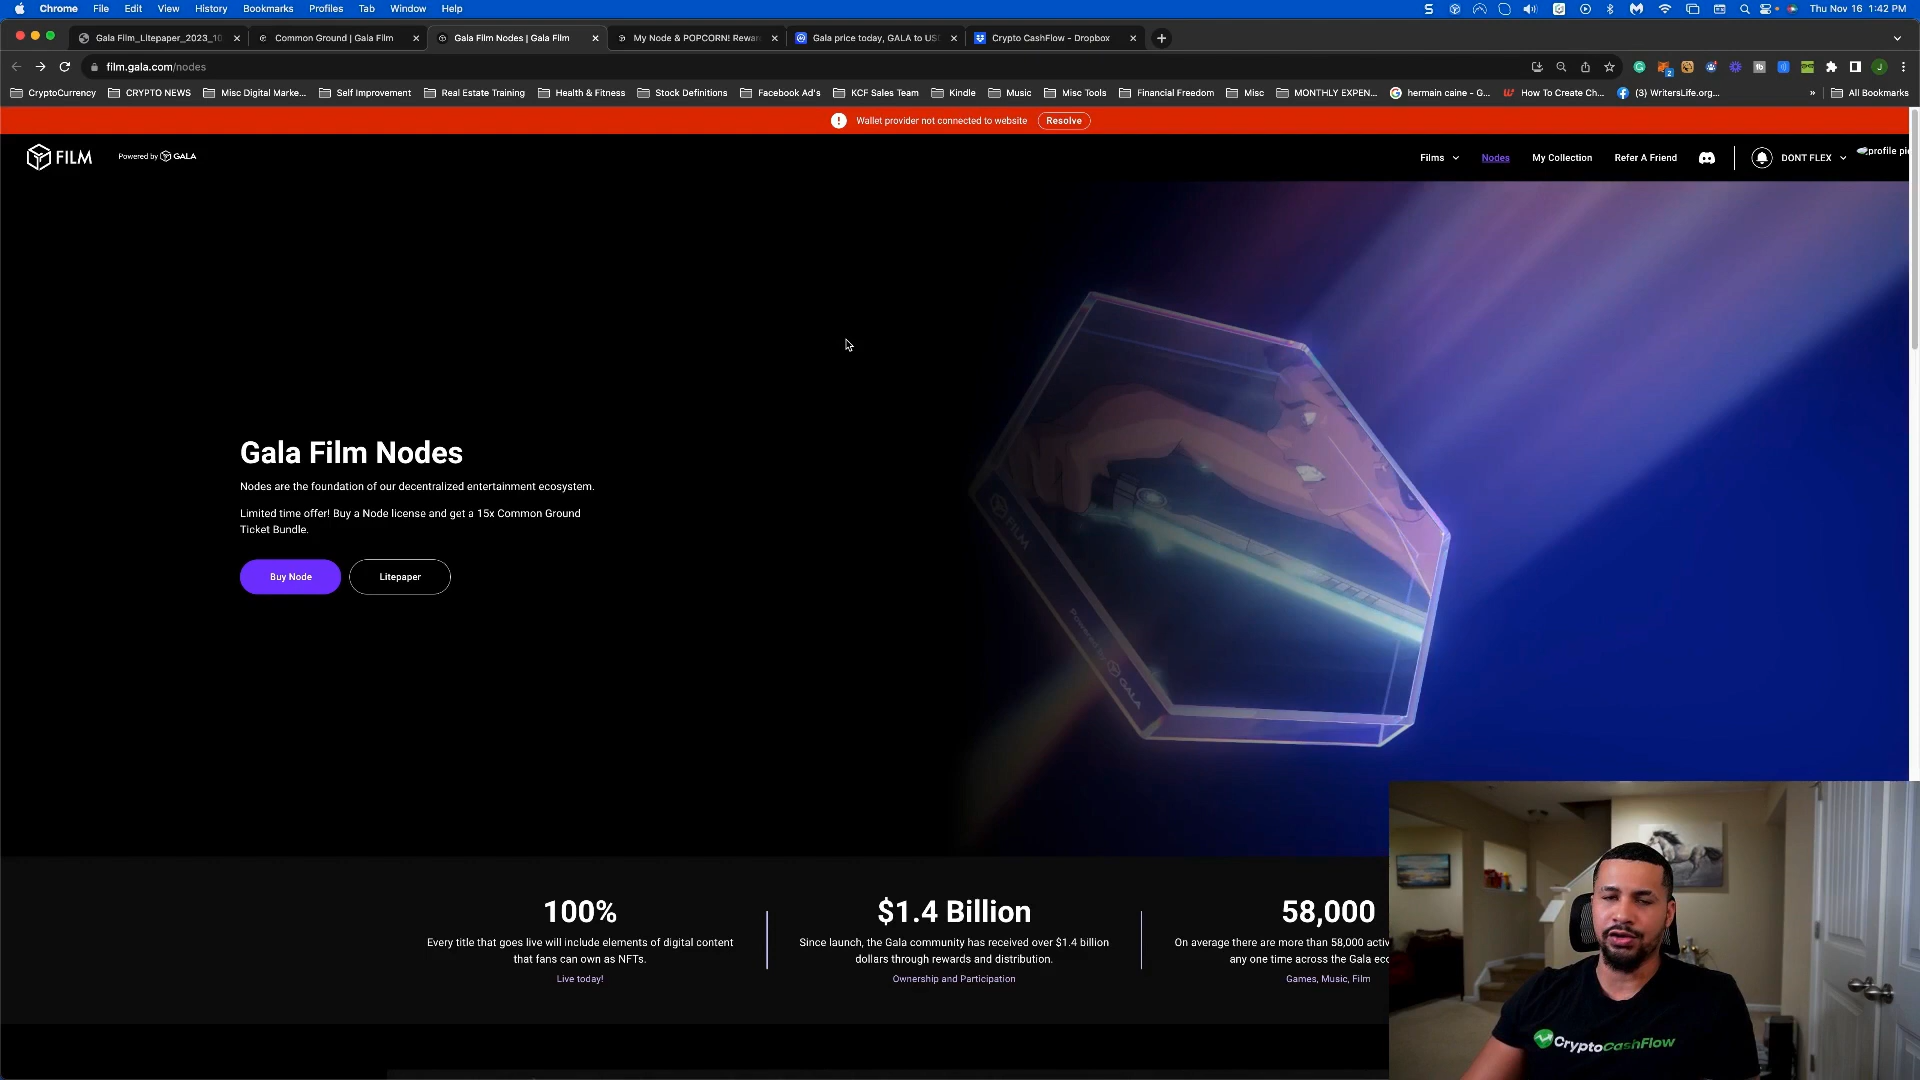 Chrome File Edit View History Bookmarks Profiles Tab Window Help
Thu Nov 16 1:42 PM
Gala Film_Litepaper_2023_10
Common Ground | Gala Film
Gala Film Nodes | Gala Film
My Node & POPCORN! Rewar
Gala price today, GALA to US
Crypto CashFlow - Dropbox
film.gala.com/nodes
CryptoCurrency
CRYPTO NEWS
Misc Digital Marke...
Self Improvement
Real Estate Training
Health & Fitness
Stock Definitions
Facebook Ad's
KCF Sales Team
Kindle
Music
Misc Tools
Financial Freedom
Misc
MONTHLY EXPEN...
hermain caine - G...
How To Create Ch...
(3) WritersLife.org...
» All Bookmarks
Wallet provider not connected to website Resolve
FILM Powered by GALA
Films Nodes My Collection Refer A Friend DONT FLEX profile pi
FILM
Powered by GALA
Gala Film Nodes
Nodes are the foundation of our decentralized entertainment ecosystem.
Limited time offer! Buy a Node license and get a 15x Common Ground
Ticket Bundle.
Buy Node Litepaper
100%
Every title that goes live will include elements of digital content
that fans can own as NFTs.
Live today!
$1.4 Billion
Since launch, the Gala community has received over $1.4 billion
dollars through rewards and distribution.
Ownership and Participation
58,000
On average there are more than 58,000 activ
any one time across the Gala ec
Games, Music, Film
CryptoCashFlow